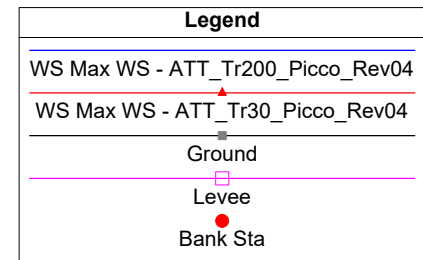 Legend
WS Max WS - ATT_Tr200_Picco_Rev04
WS Max WS - ATT_Tr30_Picco_Rev04
Ground
Levee
Bank Sta